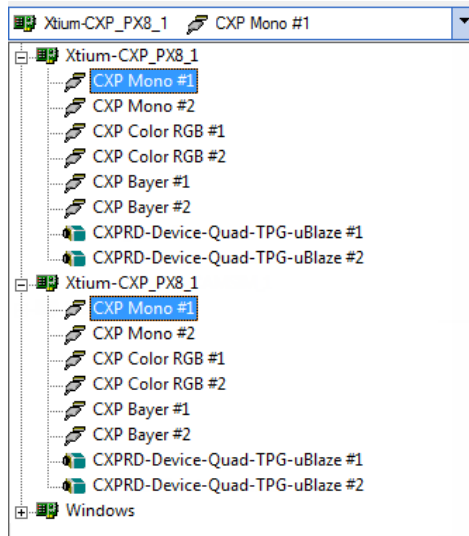 Xtium-CXP_PX8_1 CXP Mono #1
Xtium-CXP_PX8_1
CXP Mono #1
CXP Mono #2
CXP Color RGB #1
CXP Color RGB #2
CXP Bayer #1
CXP Bayer #2
CXPRD-Device-Quad-TPG-uBlaze #1
CXPRD-Device-Quad-TPG-uBlaze #2
Xtium-CXP_PX8_1
CXP Mono #1
CXP Mono #2
CXP Color RGB #1
CXP Color RGB #2
CXP Bayer #1
CXP Bayer #2
CXPRD-Device-Quad-TPG-uBlaze #1
CXPRD-Device-Quad-TPG-uBlaze #2
Windows